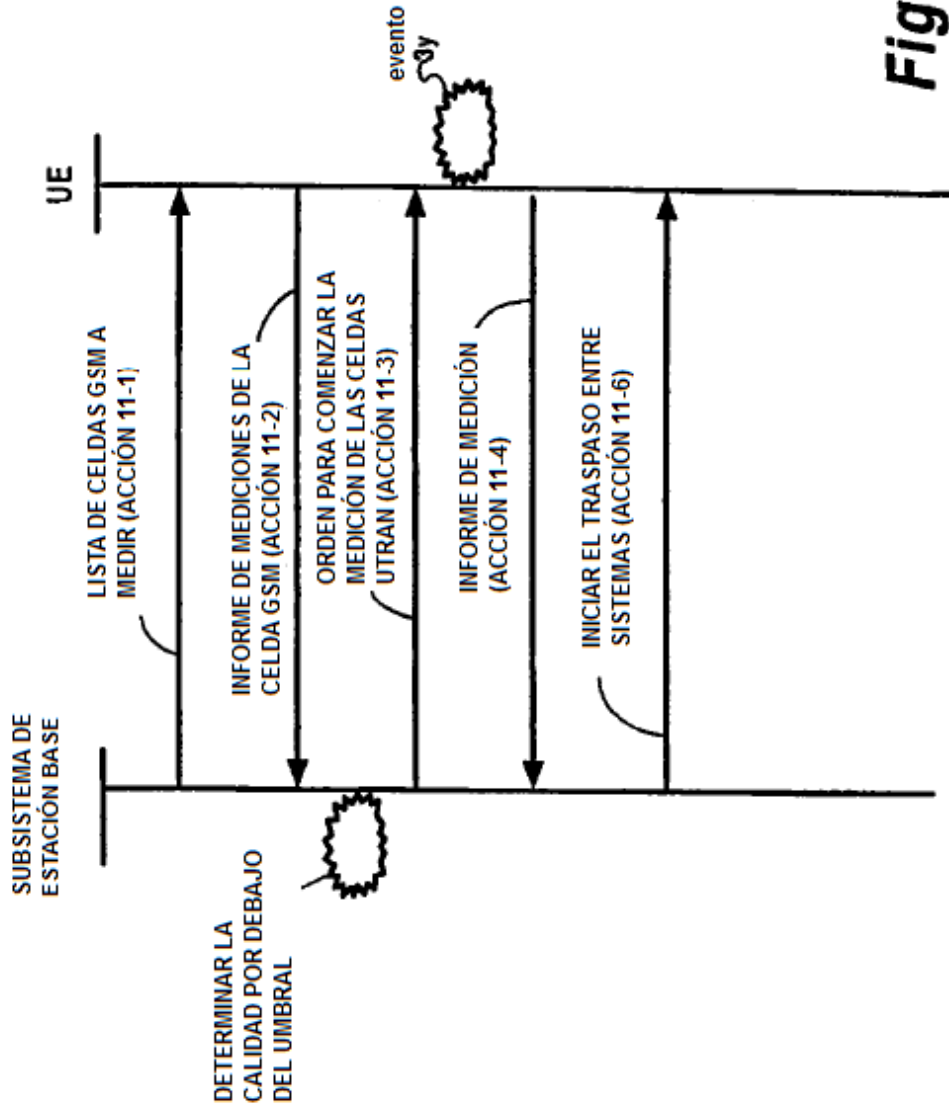 SUBSISTEMA DE
ESTACIÓN BASE
UE
LISTA DE CELDAS GSM A
MEDIR (ACCIÓN 11-1)
INFORME DE MEDICIONES DE LA
CELDA GSM (ACCIÓN 11-2)
DETERMINAR LA
CALIDAD POR DEBAJO
DEL UMBRAL
ORDEN PARA COMENZAR LA
MEDICIÓN DE LAS CELDAS
UTRAN (ACCIÓN 11-3)
evento
3y
INFORME DE MEDICIÓN
(ACCIÓN 11-4)
INICIAR EL TRASPASO ENTRE
SISTEMAS (ACCIÓN 11-6)
Fig